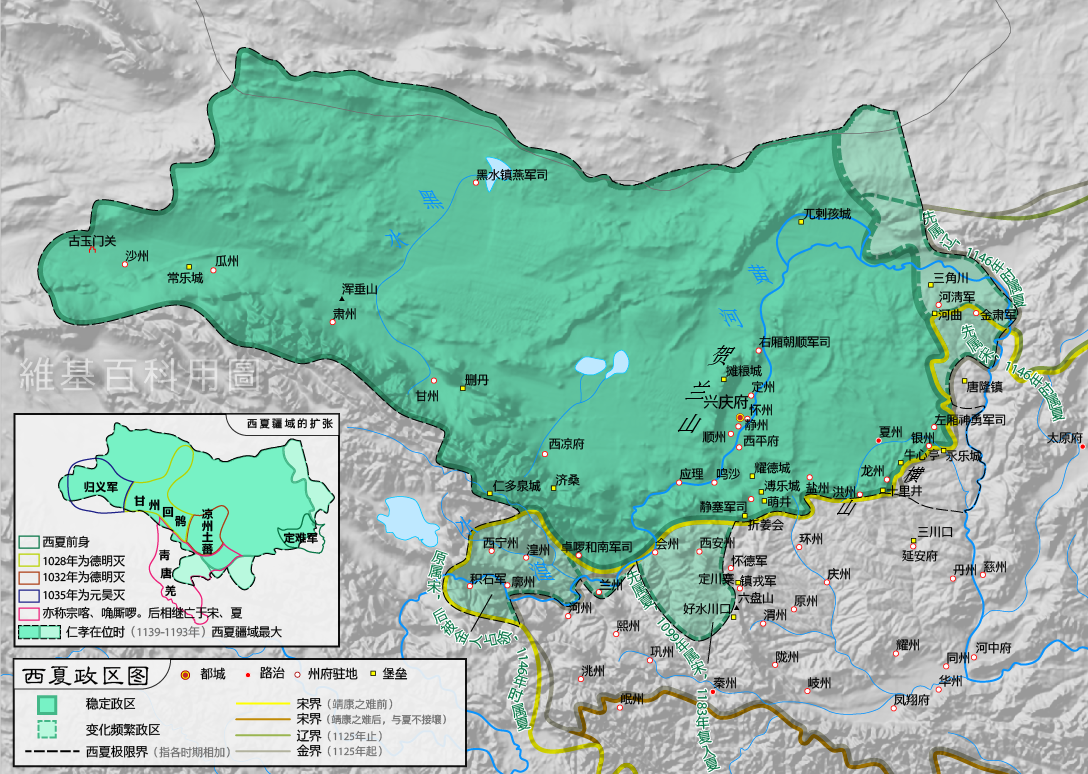 黑水镇燕军司
黑
水
兀剌孩城
古玉门关
沙州
瓜州
常乐城
浑垂山
肃州
黄
河
先属辽，1146年后属夏
三角川
河清军
河曲
金肃军
先属宋，1146年后属夏
維基百科用圖
甘州
删丹
贺
兰
山
右厢朝顺军司
摊粮城
定州
兴庆府
怀州
静州
顺州
西平府
唐隆镇
左厢神勇军司
太原府
夏州
银州
牛心亭
永乐城
横
山
西凉府
仁多泉城
济桑
应理
鸣沙
耀德城
溥乐城
萌井
盐州
洪州
龙州
十里井
静塞军司
折姜会
西宁州
湟州
湟
水
卓啰和南军司
会州
西安州
环州
三川口
延安府
积石军
廓州
兰州
河州
怀德军
定川寨
镇戎军
六盘山
好水川口
渭州
原州
庆州
丹州
慈州
原属宋，后被金人占领，1146年归属夏
先属夏，1099年属宋，1183年复入夏
熙州
巩州
洮州
岷州
秦州
陇州
岐州
凤翔府
耀州
同州
河中府
华州
西夏疆域的扩张
归义军
甘州回鹘
凉州土蕃
定难军
青唐羌
西夏前身
1028年为德明灭
1032年为德明灭
1035年为元昊灭
亦称宗喀、唃厮啰。后相继亡于宋、夏
仁孝在位时（1139-1193年）西夏疆域最大
西夏政区图
都城
路治
州府驻地
堡垒
稳定政区
变化频繁政区
西夏极限界（指各时期相加）
宋界（靖康之难前）
宋界（靖康之难后，与夏不接壤）
辽界（1125年止）
金界（1125年起）